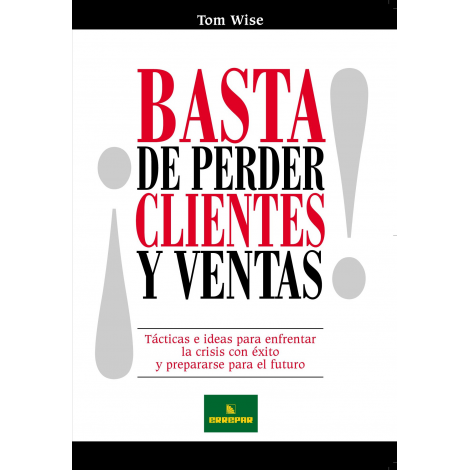 Tom Wise
¡BASTA
DE PERDER
CLIENTES
Y VENTAS!
Tácticas e ideas para enfrentar
la crisis con éxito
y prepararse para el futuro
ERREPAR